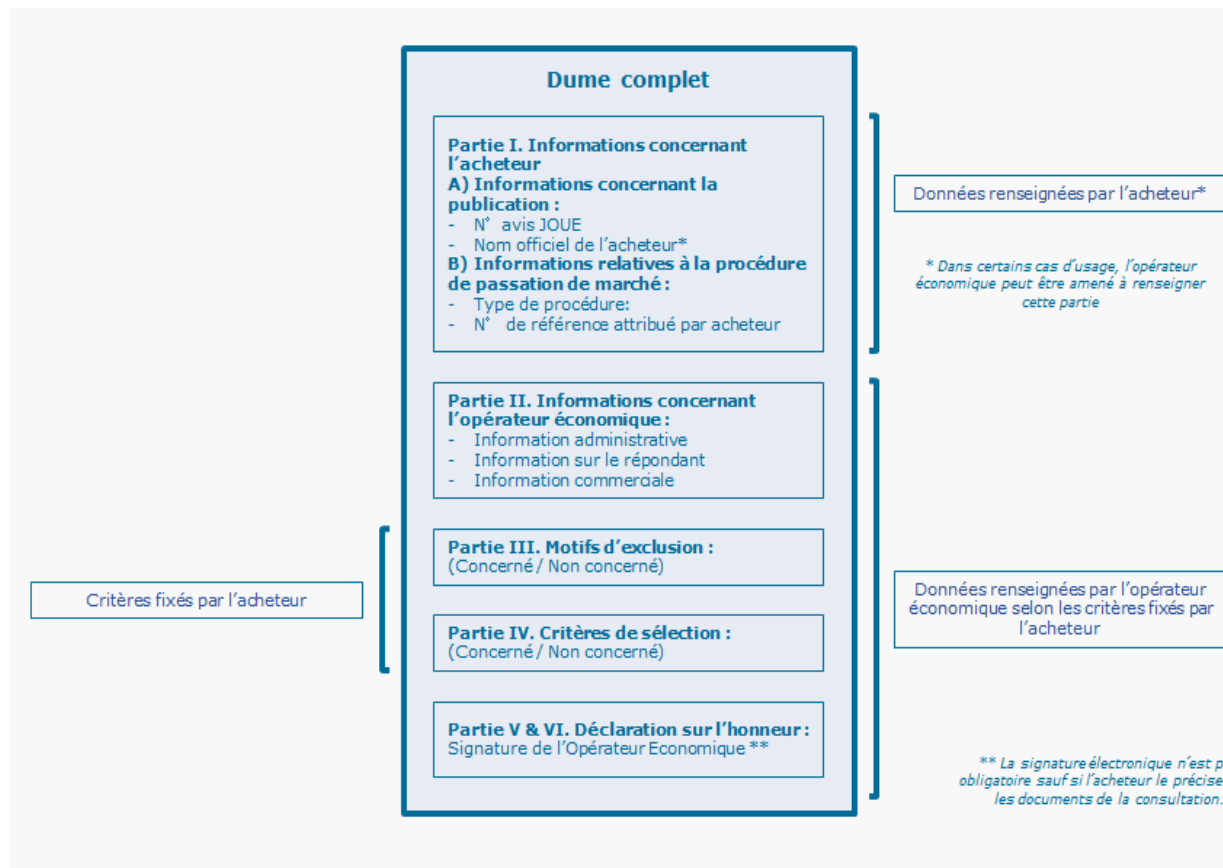 Dume complet
Partie I. Informations concernant
l'acheteur
A) Informations concernant la
publication :
- N° avis JOUE
- Nom officiel de l'acheteur*
B) Informations relatives à la procédure
de passation de marché :
- Type de procédure:
- N° de référence attribué par acheteur
Données renseignées par l'acheteur*
* Dans certains cas d'usage, l'opérateur
économique peut être amené à renseigner
cette partie
Partie II. Informations concernant
l'opérateur économique :
- Information administrative
- Information sur le répondant
- Information commerciale
Partie III. Motifs d'exclusion :
(Concerné / Non concerné)
Critères fixés par l'acheteur
Partie IV. Critères de sélection :
(Concerné / Non concerné)
Données renseignées par l'opérateur
économique selon les critères fixés par
l'acheteur
Partie V & VI. Déclaration sur l'honneur :
Signature de l'Opérateur Economique **
** La signature électronique n'est
obligatoire sauf si l'acheteur le précise
les documents de la consultation.